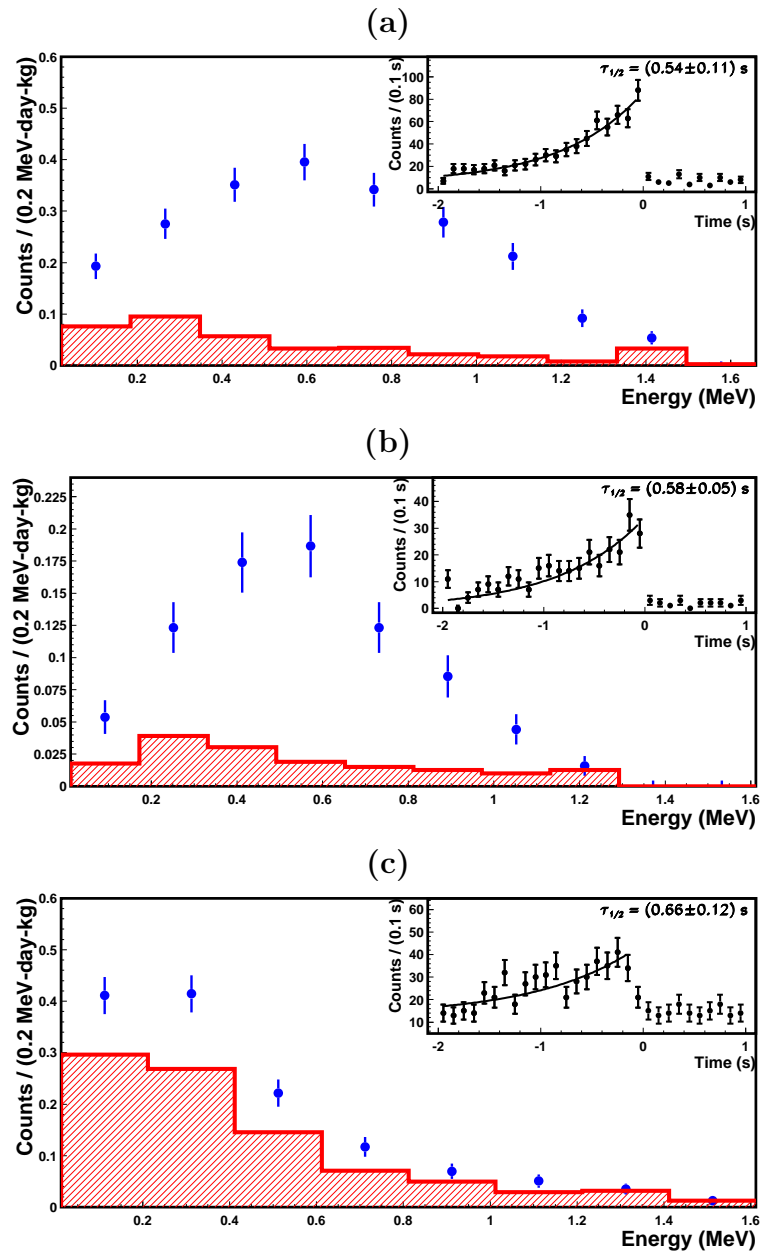 (a)
Counts / (0.2 MeV-day-kg)
0.6
0.5
0.4
0.3
0.2
0.1
0
0.2 0.4 0.6 0.8 1 1.2 1.4 1.6
Energy (MeV)
τ1/2 = (0.54±0.11) s
Counts / (0.1 s)
100
80
60
40
20
0
-2 -1 0 1
Time (s)
(b)
Counts / (0.2 MeV-day-kg)
0.225
0.2
0.175
0.15
0.125
0.1
0.075
0.05
0.025
0
0.2 0.4 0.6 0.8 1 1.2 1.4 1.6
Energy (MeV)
τ1/2 = (0.58±0.05) s
Counts / (0.1 s)
40
30
20
10
0
-2 -1 0 1
Time (s)
(c)
Counts / (0.2 MeV-day-kg)
0.6
0.5
0.4
0.3
0.2
0.1
0
0.2 0.4 0.6 0.8 1 1.2 1.4 1.6
Energy (MeV)
τ1/2 = (0.66±0.12) s
Counts / (0.1 s)
60
50
40
30
20
10
-2 -1 0 1
Time (s)